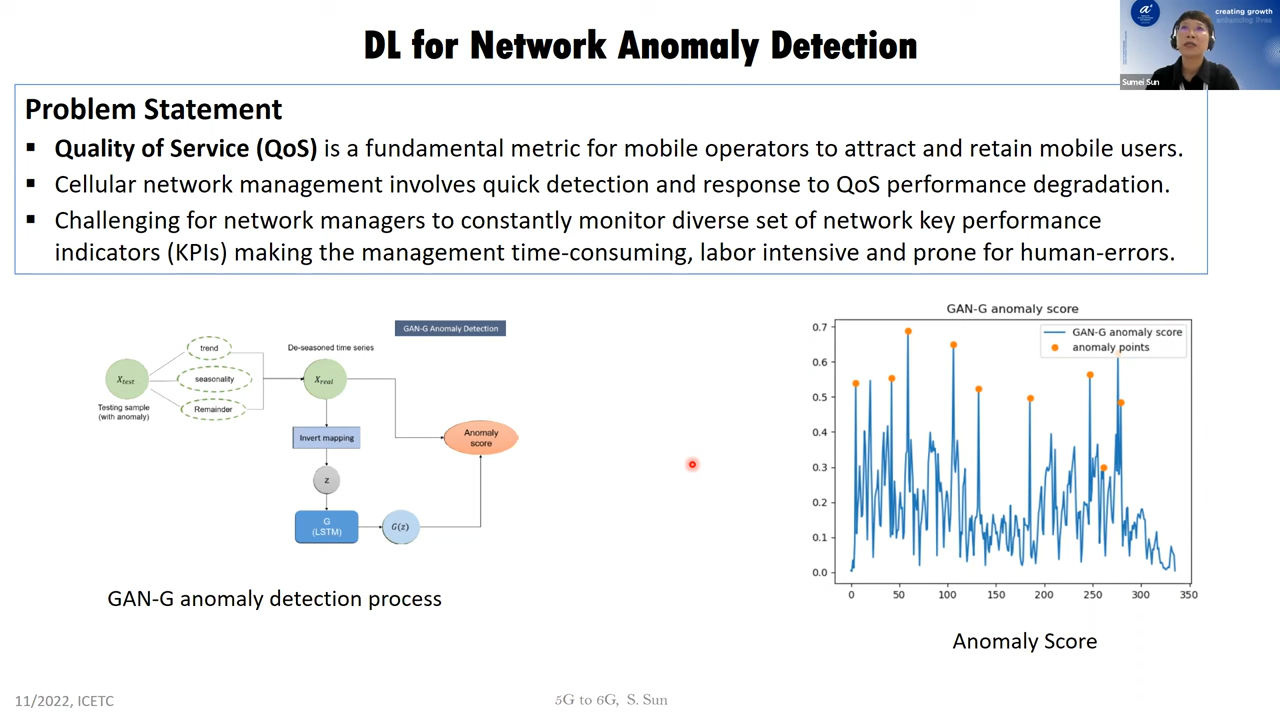 DL for Network Anomaly Detection
creating growth
enhancing lives
Sumei Sun
Problem Statement
▪ Quality of Service (QoS) is a fundamental metric for mobile operators to attract and retain mobile users.
▪ Cellular network management involves quick detection and response to QoS performance degradation.
▪ Challenging for network managers to constantly monitor diverse set of network key performance
indicators (KPIs) making the management time-consuming, labor intensive and prone for human-errors.
GAN-G Anomaly Detection
trend
De-seasoned time series
X_test
seasonality
X_real
Testing sample
(with anomaly)
Remainder
Invert mapping
Anomaly
score
z
G
(LSTM)
G(z)
GAN-G anomaly detection process
GAN-G anomaly score
GAN-G anomaly score
anomaly points
0.7
0.6
0.5
0.4
0.3
0.2
0.1
0.0
0 50 100 150 200 250 300 350
Anomaly Score
11/2022, ICETC
5G to 6G, S. Sun